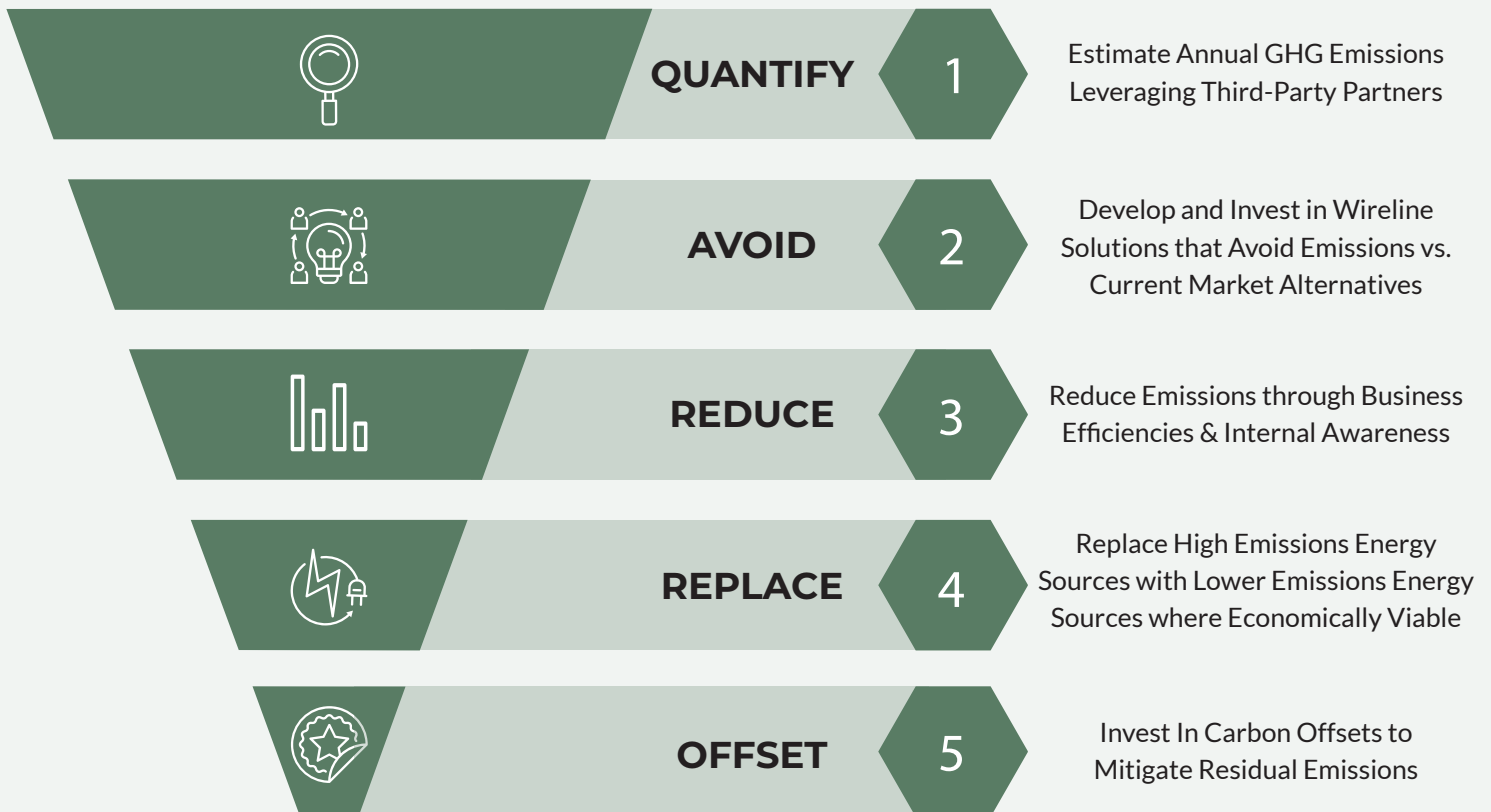 QUANTIFY
1
Estimate Annual GHG Emissions
Leveraging Third-Party Partners
AVOID
2
Develop and Invest in Wireline
Solutions that Avoid Emissions vs.
Current Market Alternatives
REDUCE
3
Reduce Emissions through Business
Efficiencies & Internal Awareness
REPLACE
4
Replace High Emissions Energy
Sources with Lower Emissions Energy
Sources where Economically Viable
OFFSET
5
Invest In Carbon Offsets to
Mitigate Residual Emissions